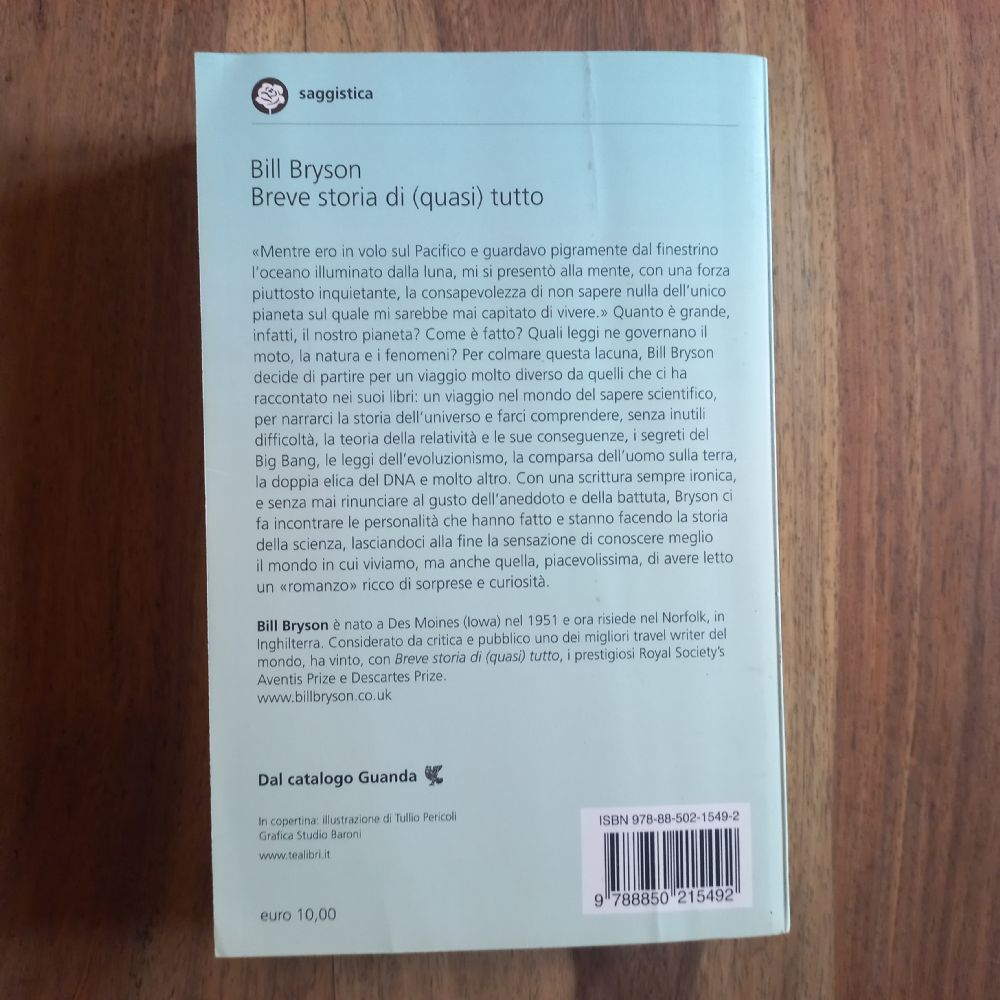 saggistica
Bill Bryson
Breve storia di (quasi) tutto
«Mentre ero in volo sul Pacifico e guardavo pigramente dal finestrino
l'oceano illuminato dalla luna, mi si presentò alla mente, con una forza
piuttosto inquietante, la consapevolezza di non sapere nulla dell'unico
pianeta sul quale mi sarebbe mai capitato di vivere.» Quanto è grande,
infatti, il nostro pianeta? Come è fatto? Quali leggi ne governano il
moto, la natura e i fenomeni? Per colmare questa lacuna, Bill Bryson
decide di partire per un viaggio molto diverso da quelli che ci ha
raccontato nei suoi libri: un viaggio nel mondo del sapere scientifico,
per narrarci la storia dell'universo e farci comprendere, senza inutili
difficoltà, la teoria della relatività e le sue conseguenze, i segreti del
Big Bang, le leggi dell'evoluzionismo, la comparsa dell'uomo sulla terra,
la doppia elica del DNA e molto altro. Con una scrittura sempre ironica,
e senza mai rinunciare al gusto dell'aneddoto e della battuta, Bryson ci
fa incontrare le personalità che hanno fatto e stanno facendo la storia
della scienza, lasciandoci alla fine la sensazione di conoscere meglio
il mondo in cui viviamo, ma anche quella, piacevolissima, di avere letto
un «romanzo» ricco di sorprese e curiosità.
Bill Bryson è nato a Des Moines (Iowa) nel 1951 e ora risiede nel Norfolk, in
Inghilterra. Considerato da critica e pubblico uno dei migliori travel writer del
mondo, ha vinto, con Breve storia di (quasi) tutto, i prestigiosi Royal Society's
Aventis Prize e Descartes Prize.
www.billbryson.co.uk
Dal catalogo Guanda
In copertina: illustrazione di Tullio Pericoli
Grafica Studio Baroni
www.tealibri.it
euro 10,00
ISBN 978-88-502-1549-2
9 788850 215492